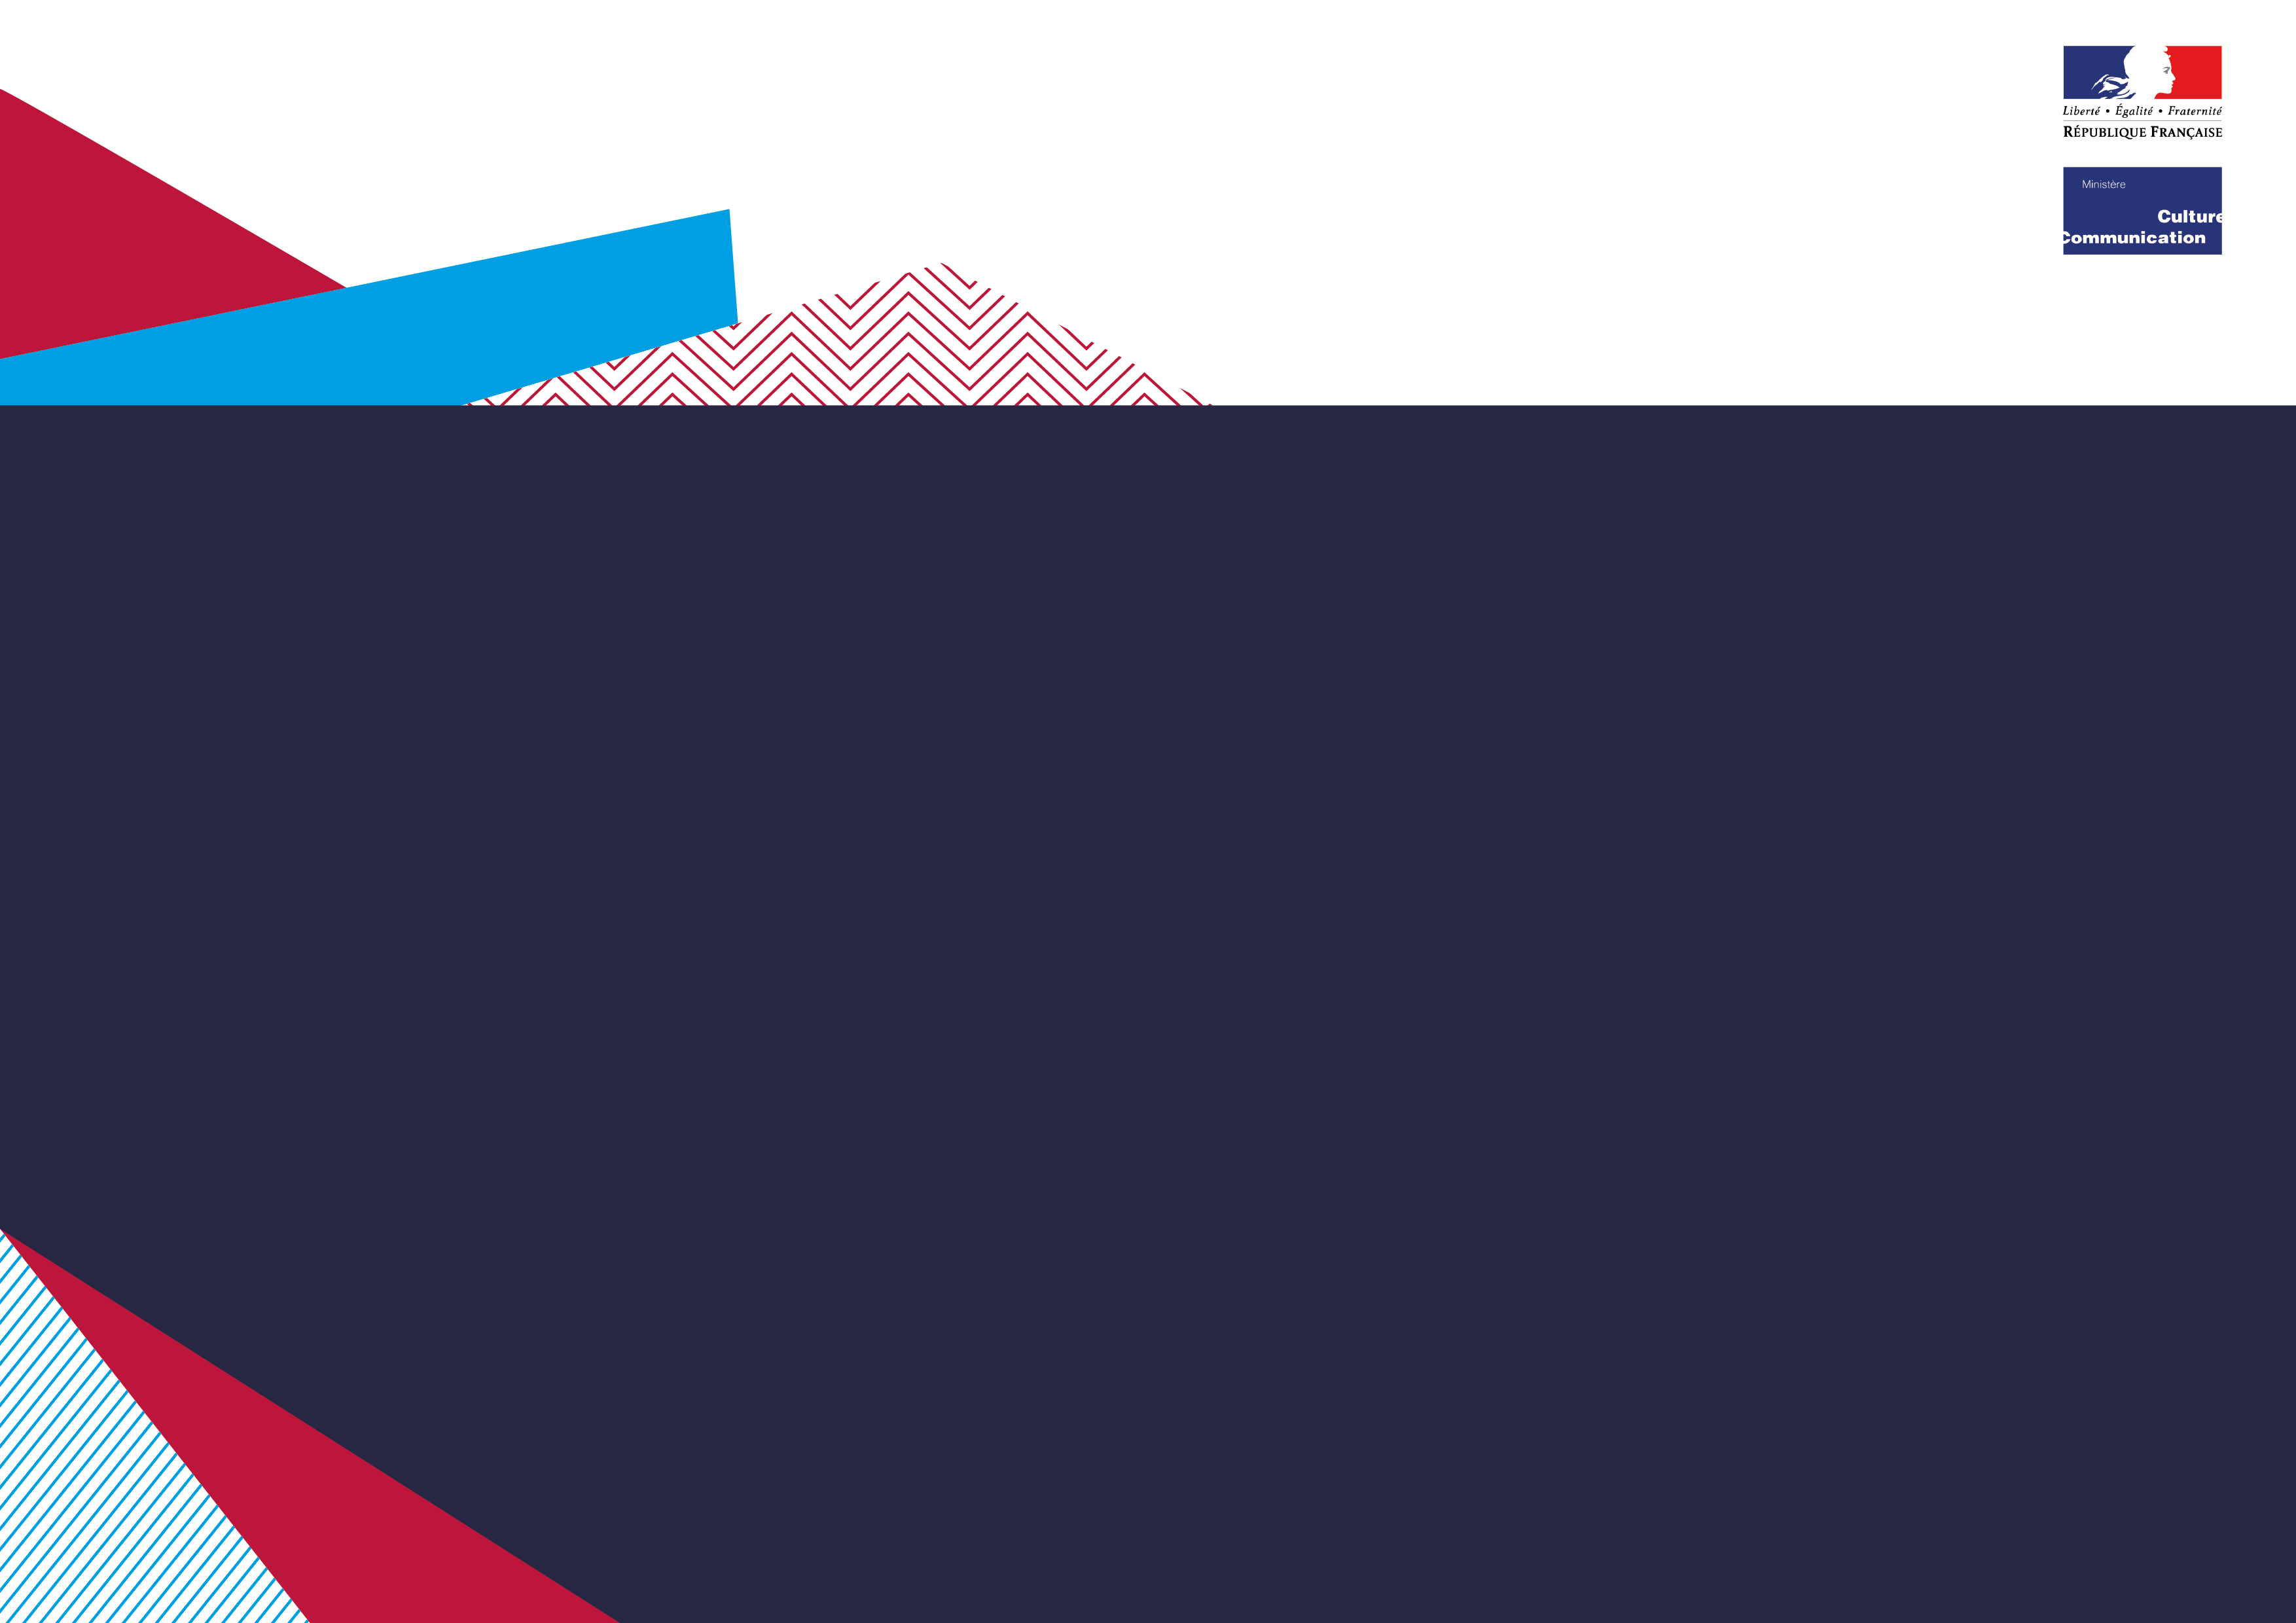 Liberté • Égalité • Fraternité
RÉPUBLIQUE FRANÇAISE
Ministère
Culture
Communication